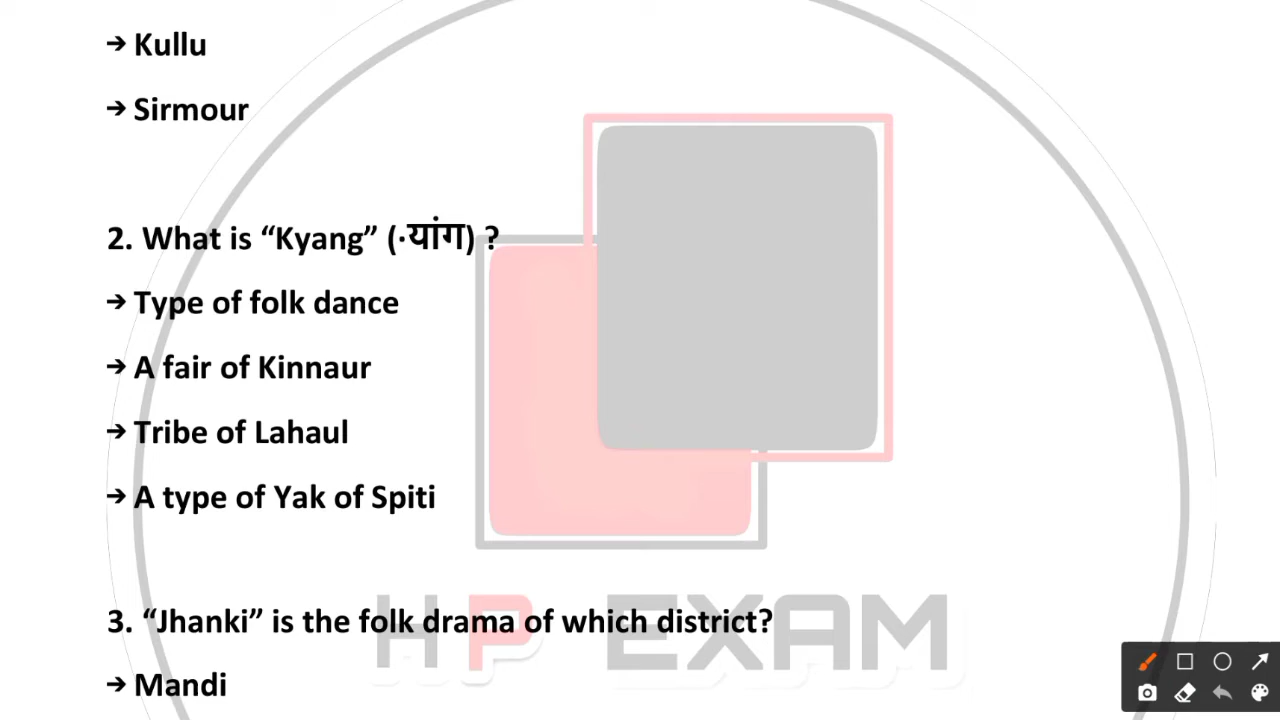 → Kullu
→ Sirmour
2. What is “Kyang” (·यांग) ?
→ Type of folk dance
→ A fair of Kinnaur
→ Tribe of Lahaul
→ A type of Yak of Spiti
3. “Jhanki” is the folk drama of which district?
HP EXAM
→ Mandi